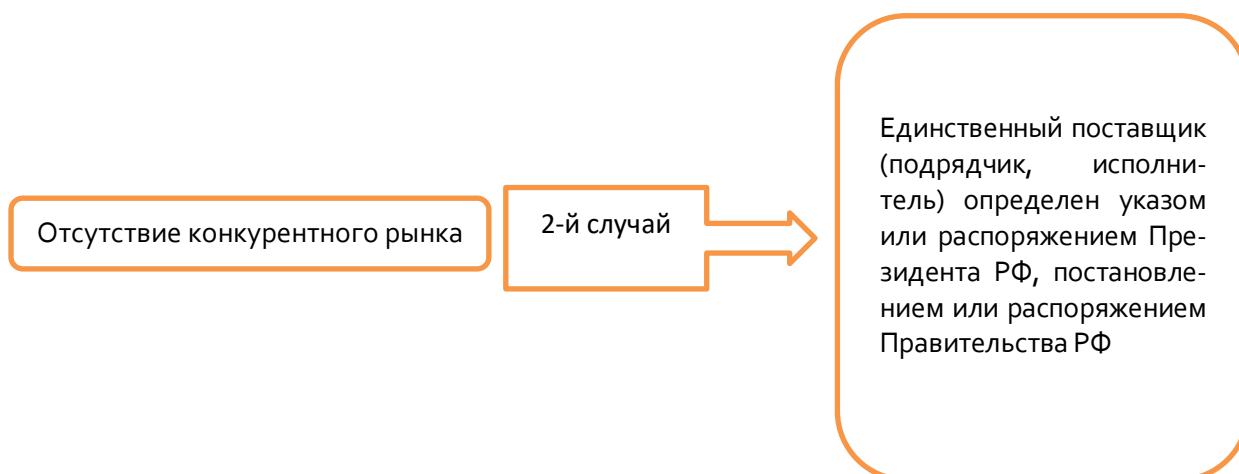 Отсутствие конкурентного рынка
2-й случай
Единственный поставщик
(подрядчик, исполни-
тель) определен указом
или распоряжением Пре-
зидента РФ, постановле-
нием или распоряжением
Правительства РФ